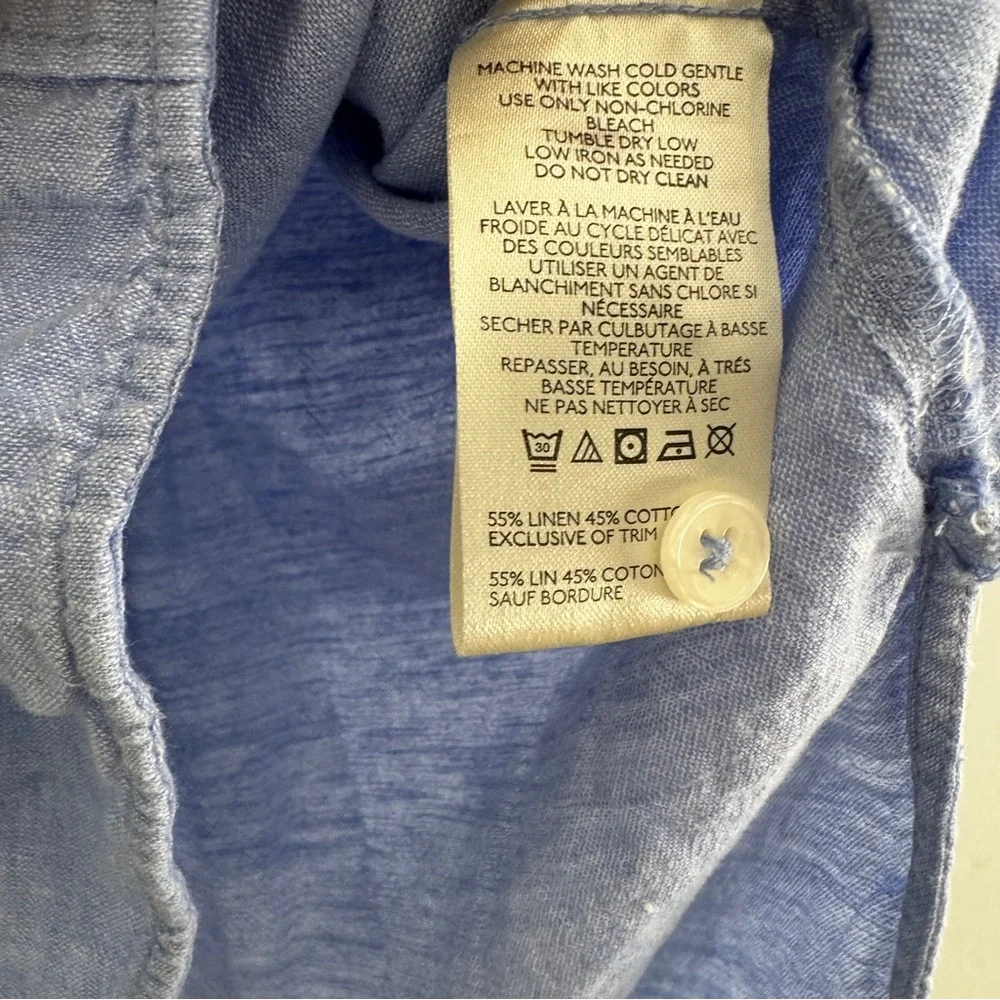 MACHINE WASH COLD GENTLE
WITH LIKE COLORS
USE ONLY NON-CHLORINE
BLEACH
TUMBLE DRY LOW
LOW IRON AS NEEDED
DO NOT DRY CLEAN
LAVER À LA MACHINE À L'EAU
FROIDE AU CYCLE DÉLICAT AVEC
DES COULEURS SEMBLABLES
UTILISER UN AGENT DE
BLANCHIMENT SANS CHLORE SI
NÉCESSAIRE
SECHER PAR CULBUTAGE À BASSE
TEMPERATURE
REPASSER, AU BESOIN, À TRÉS
BASSE TEMPÉRATURE
NE PAS NETTOYER À SEC
30
55% LINEN 45%
EXCLUSIVE OF TRIM
55% LIN 45% COTON
SAUF BORDURE